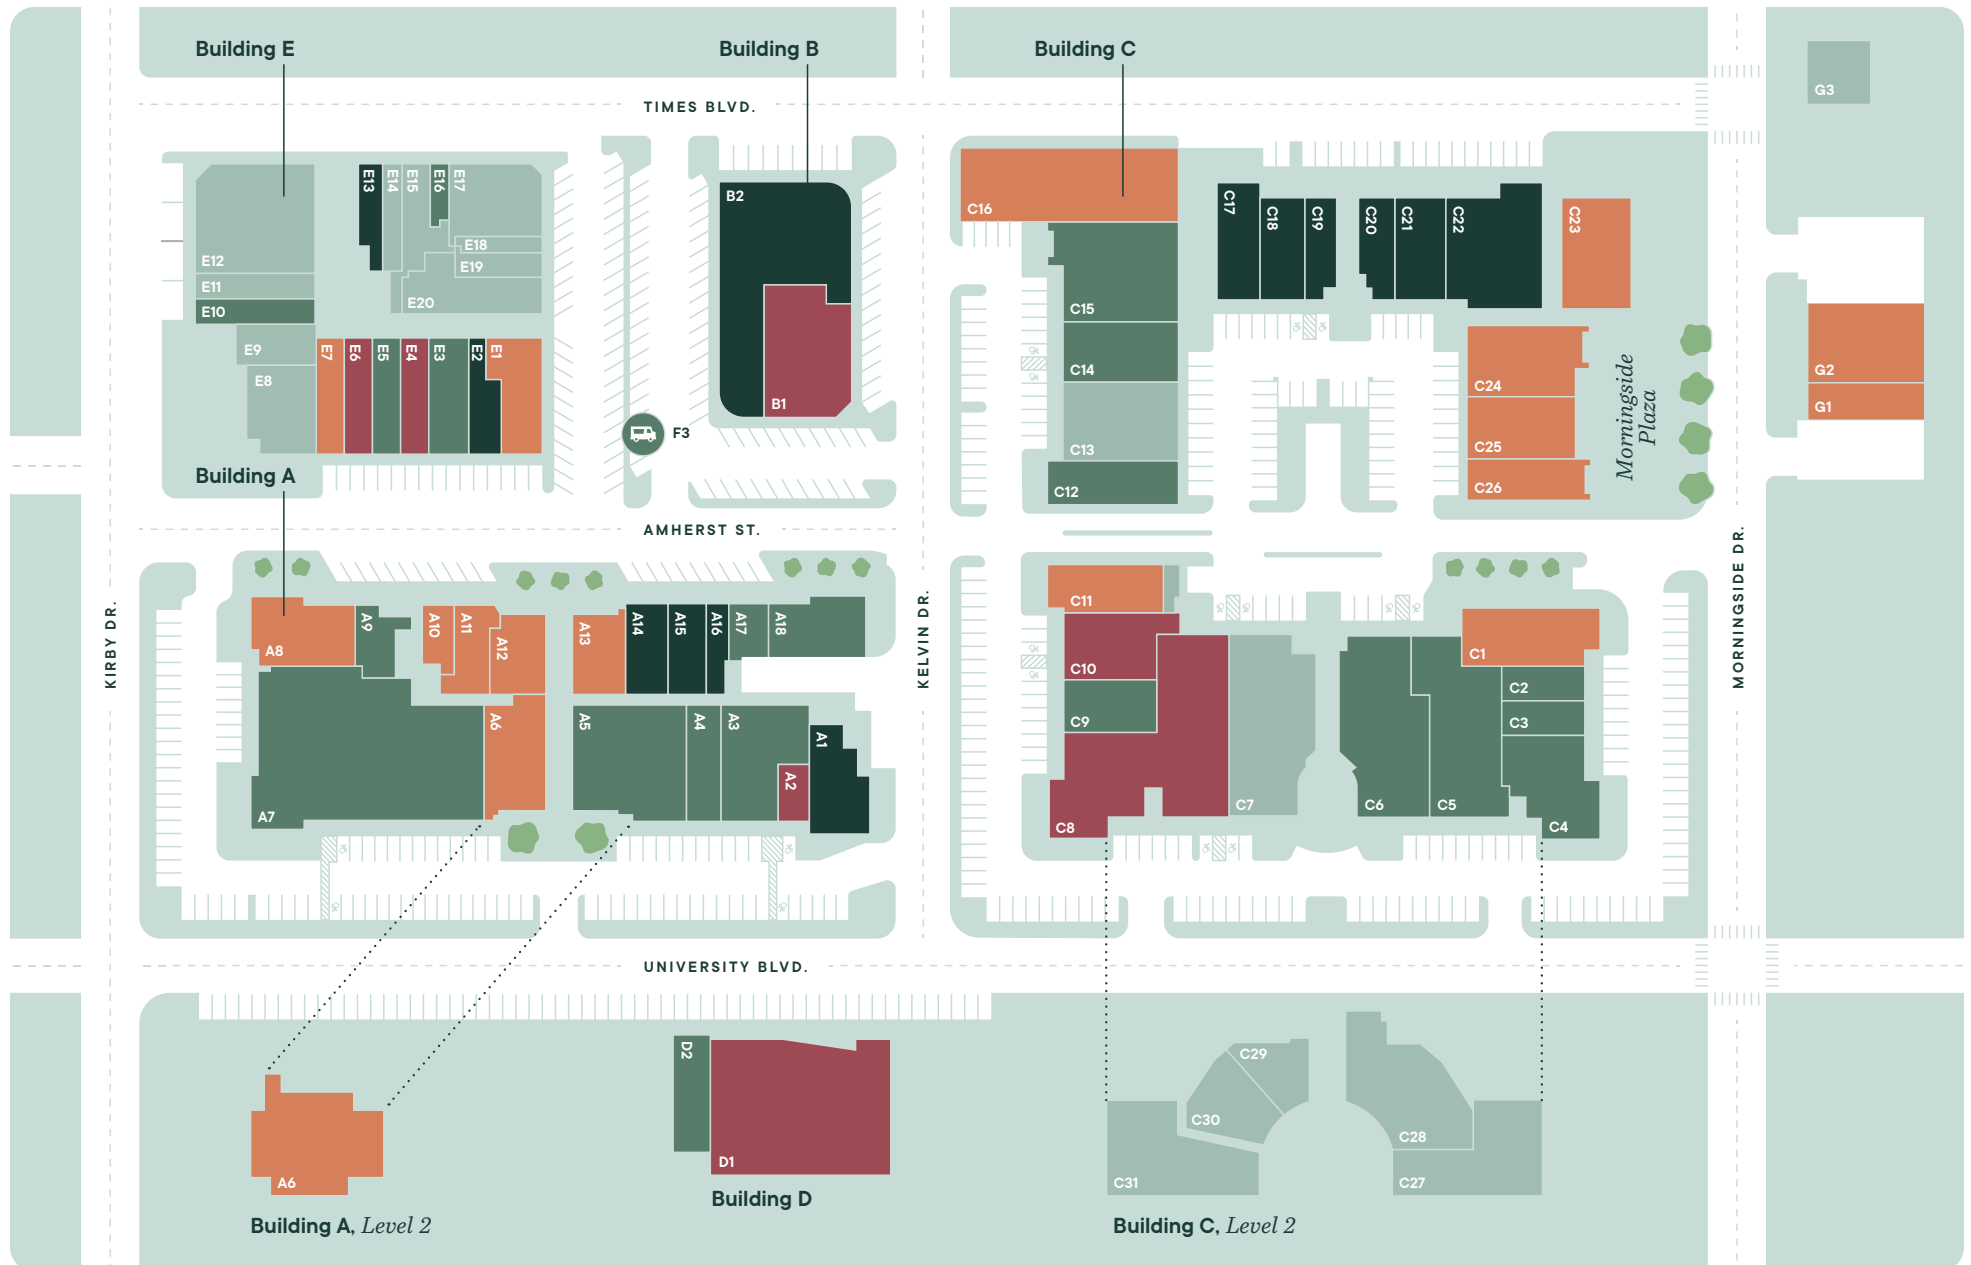 Building E
Building B
Building C
G3
TIMES BLVD.
E13
E14
E15
E16
E17
E18
E19
E20
E12
E11
E10
E9
E8
E7
E6
E5
E4
E3
E2
E1
B2
B1
F3
C16
C15
C14
C13
C12
C17
C18
C19
C20
C21
C22
C23
C24
C25
C26
Morningside
Plaza
G2
G1
Building A
AMHERST ST.
KIRBY DR.
KELVIN DR.
MORNINGSIDE DR.
A8
A9
A10
A11
A12
A13
A14
A15
A16
A17
A18
A7
A6
A5
A4
A3
A2
A1
C11
C10
C9
C8
C7
C6
C5
C1
C2
C3
C4
UNIVERSITY BLVD.
A6
Building A, Level 2
D2
D1
Building D
C29
C30
C31
C28
C27
Building C, Level 2